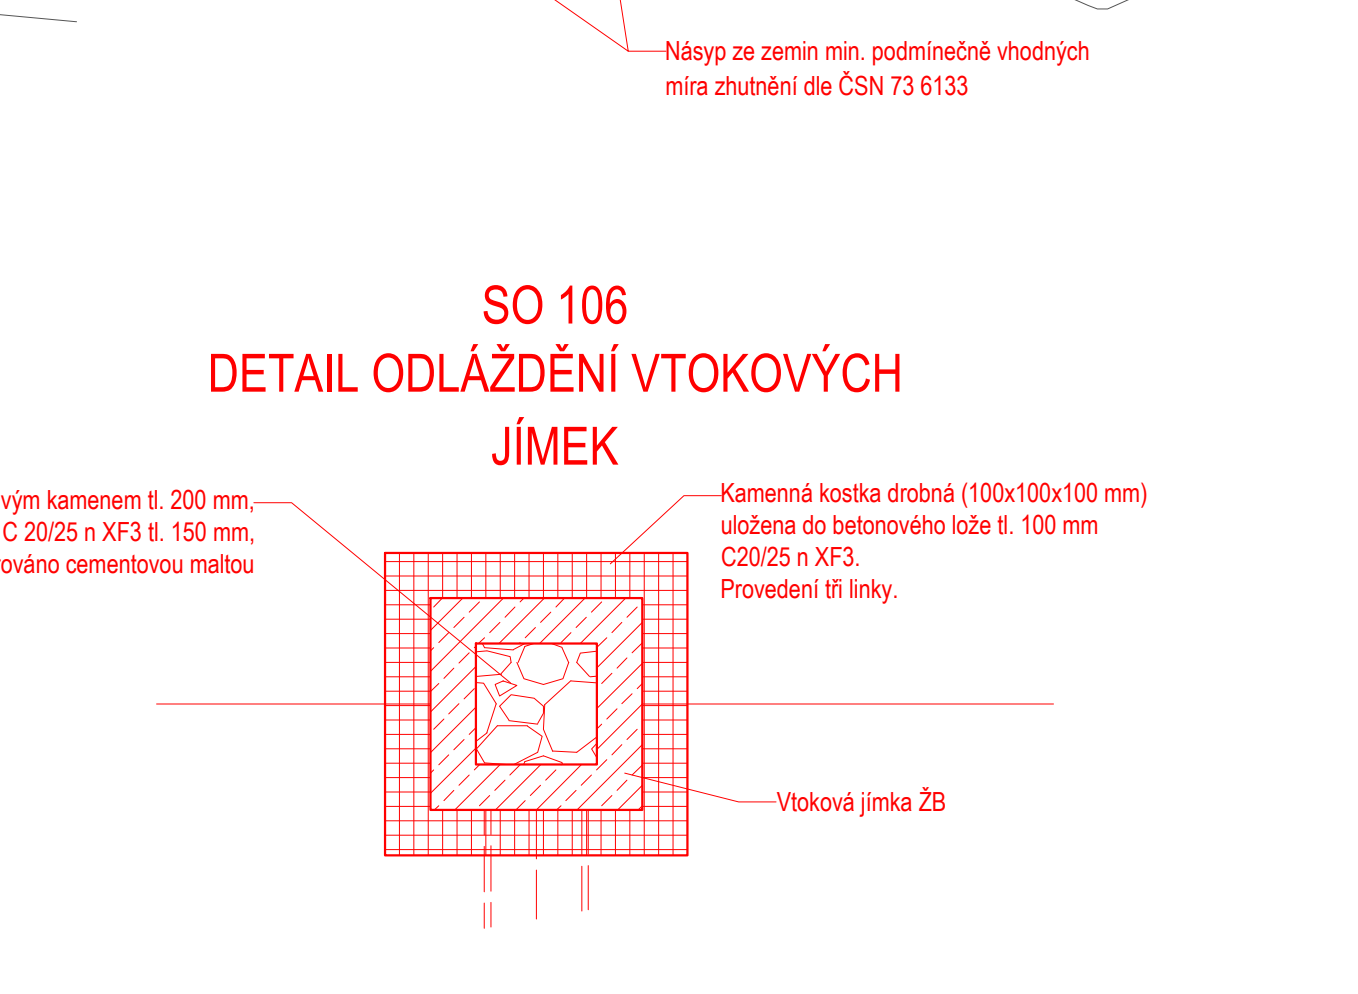 Násyp ze zemin min. podmínečně vhodných
míra zhutnění dle ČSN 73 6133
SO 106
DETAIL ODLÁŽDĚNÍ VTOKOVÝCH
JÍMEK
kamenem tl. 200 mm,
C 20/25 n XF3 tl. 150 mm,
cementovou maltou
Kamenná kostka drobná (100x100x100 mm)
uložena do betonového lože tl. 100 mm
C20/25 n XF3.
Provedení tři linky.
Vtoková jímka ŽB